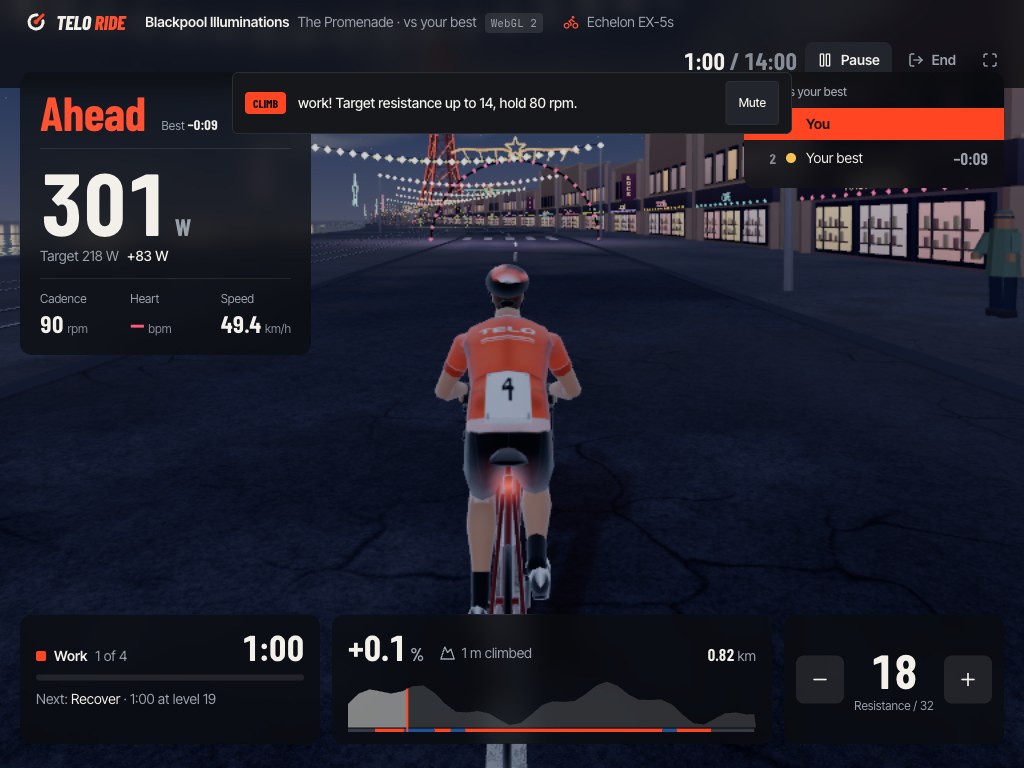 TELO RIDE Blackpool Illuminations The Promenade · vs your best WebGL 2 Echelon EX-5s
1:00 / 14:00 Pause End
Ahead Best −0:09
CLIMB work! Target resistance up to 14, hold 80 rpm. Mute
s your best
You
2 Your best −0:09
301 W
Target 218 W +83 W
Cadence Heart Speed
90 rpm — bpm 49.4 km/h
TELO
4
Work 1 of 4 1:00
Next: Recover · 1:00 at level 19
+0.1 % 1 m climbed 0.82 km
− 18 +
Resistance / 32